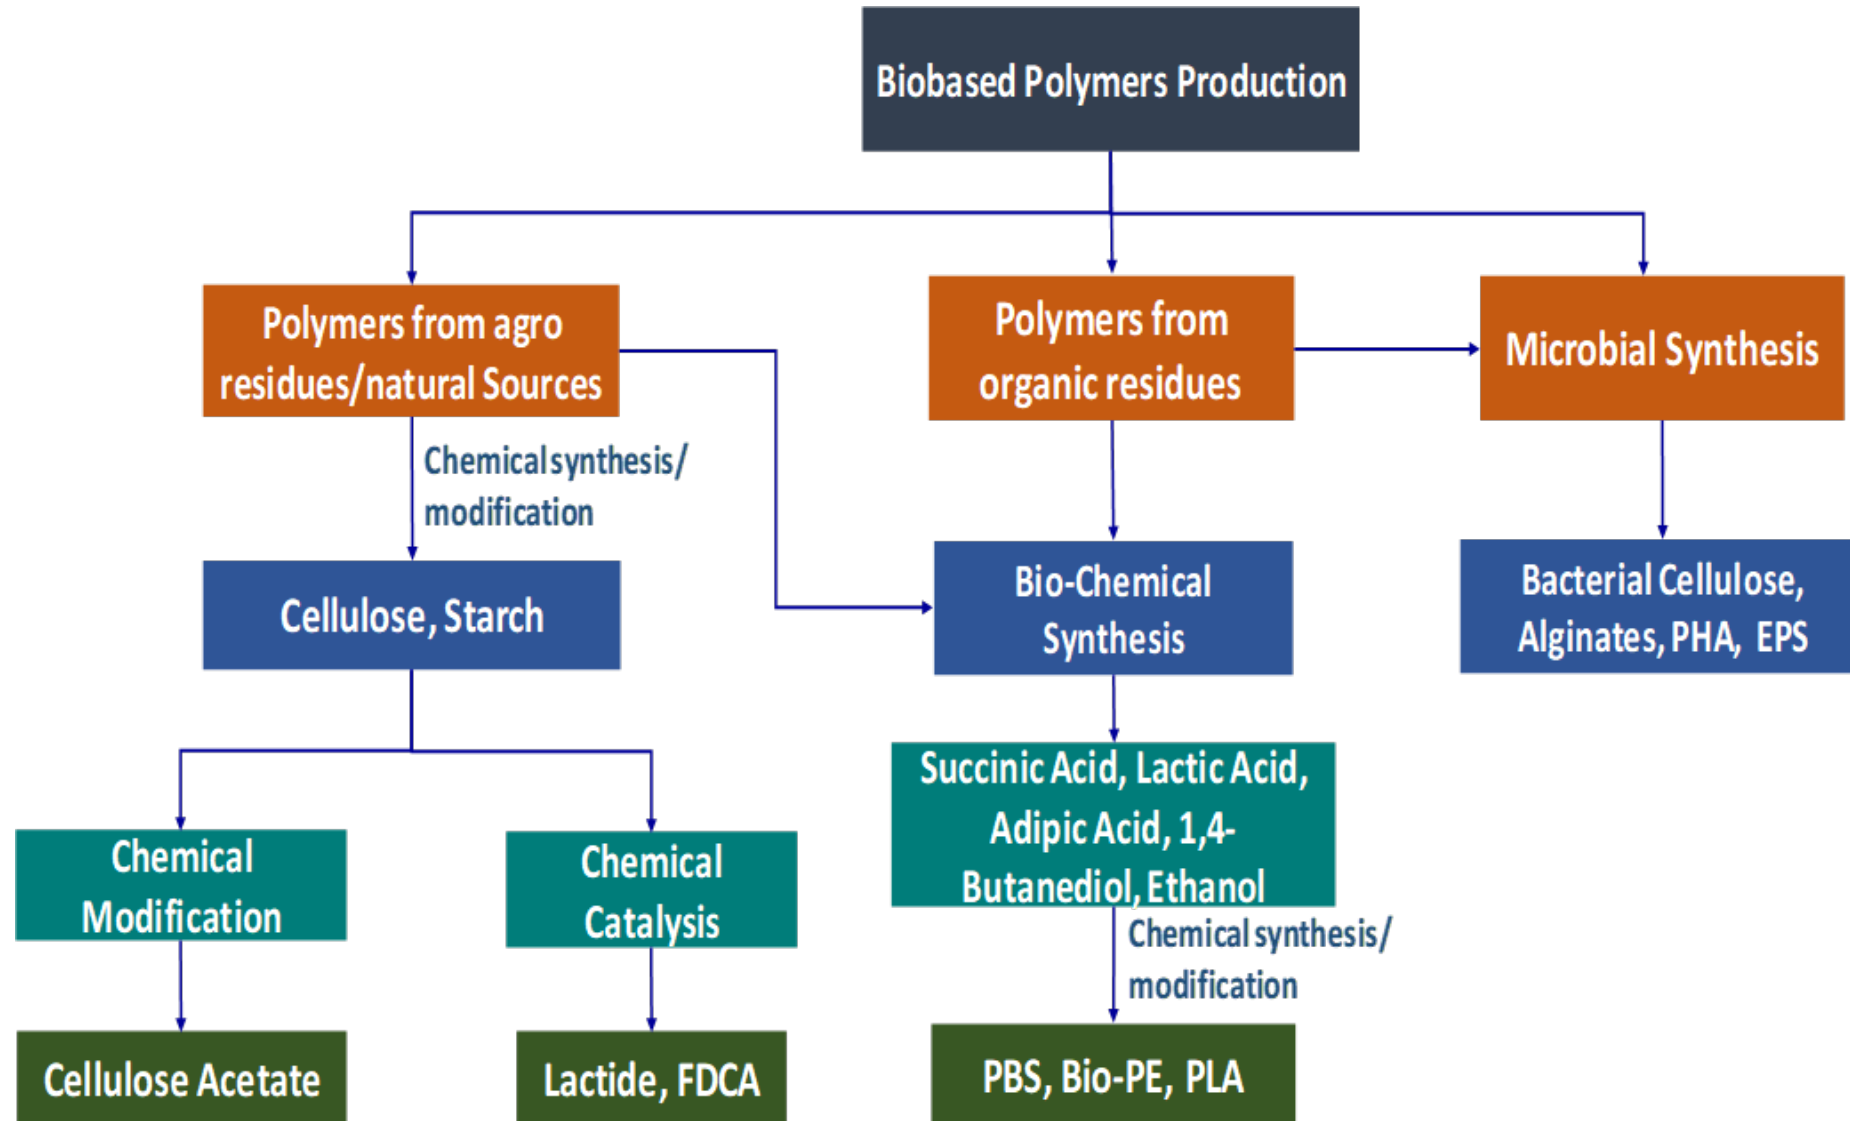 Biobased Polymers Production
Polymers from agro
residues/natural Sources
Polymers from
organic residues
Microbial Synthesis
Chemical synthesis/
modification
Cellulose, Starch
Bio-Chemical
Synthesis
Bacterial Cellulose,
Alginates, PHA, EPS
Succinic Acid, Lactic Acid,
Adipic Acid, 1,4-
Butanediol, Ethanol
Chemical
Modification
Chemical
Catalysis
Chemical synthesis/
modification
Cellulose Acetate
Lactide, FDCA
PBS, Bio-PE, PLA